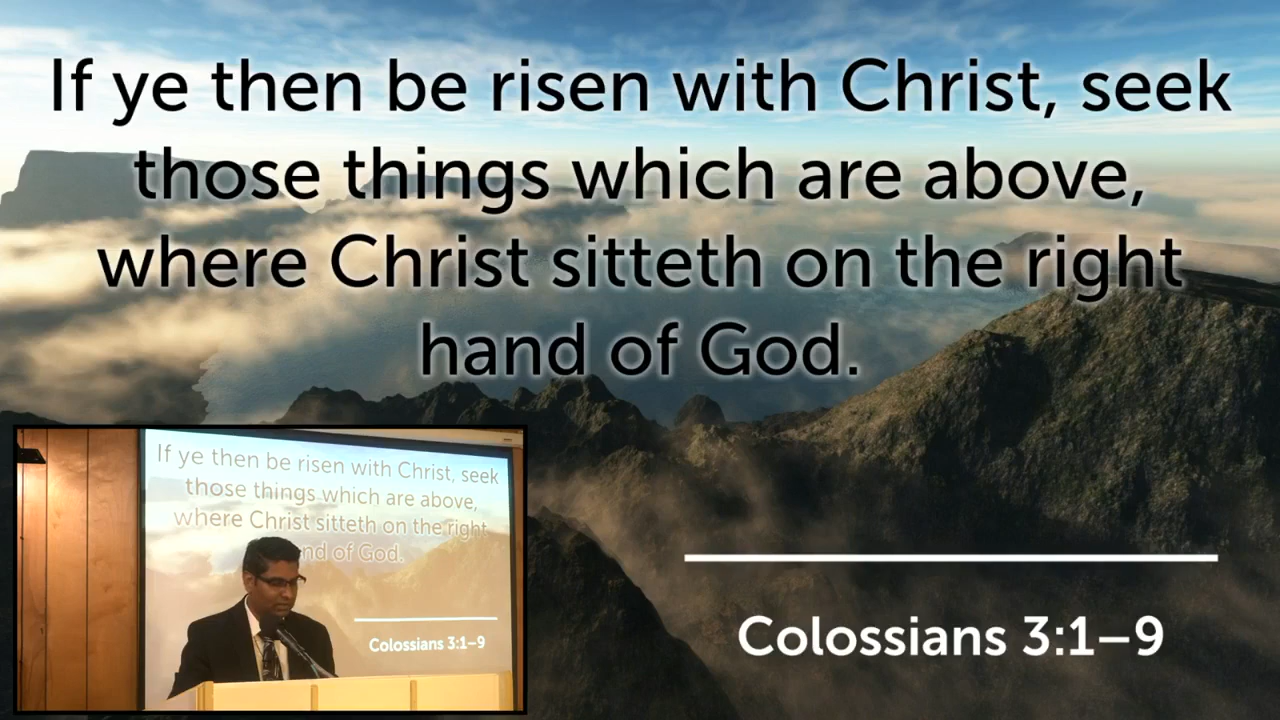 If ye then be risen with Christ, seek
those things which are above,
where Christ sitteth on the right
hand of God.
If ye then be risen with Christ, seek
those things which are above,
where Christ sitteth on the right
nd of God.
Colossians 3:1–9
Colossians 3:1–9